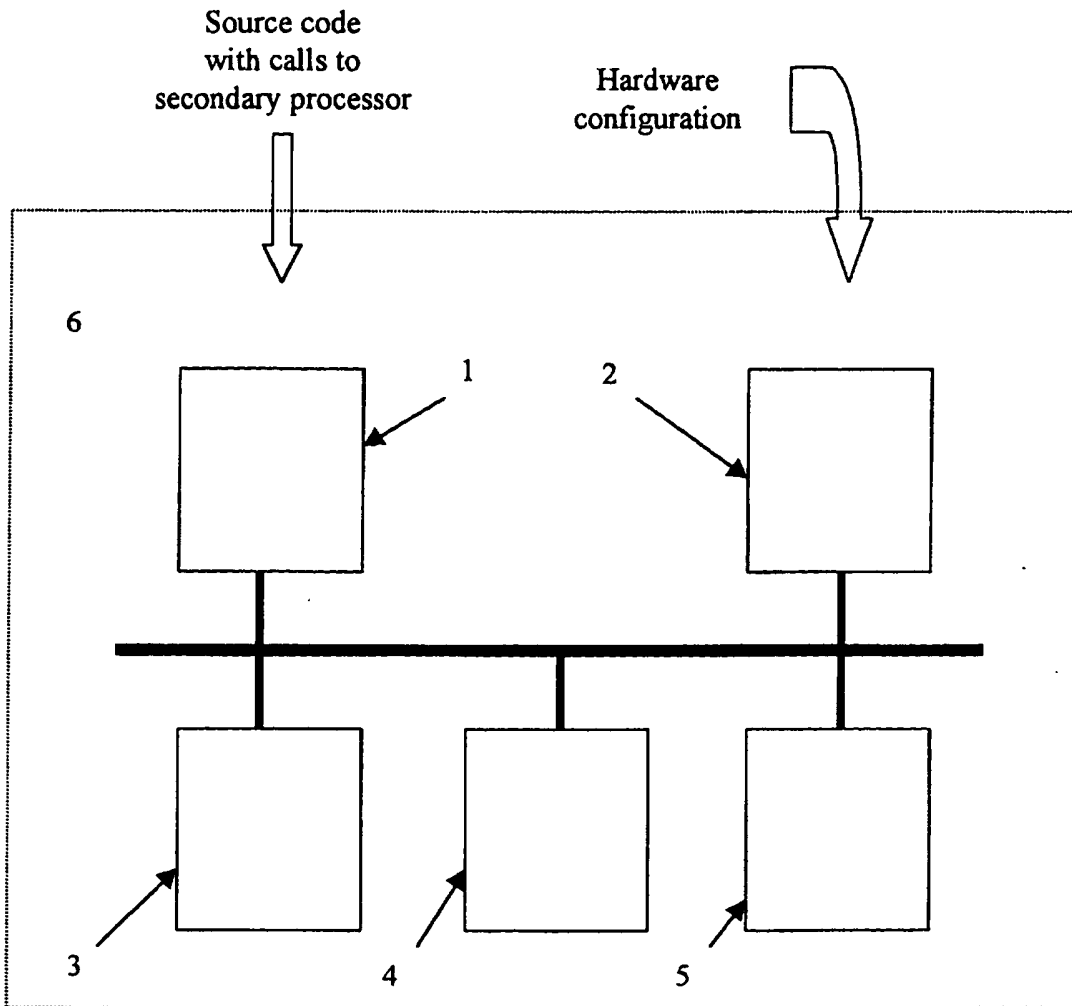 Source code
with calls to
secondary processor
Hardware
configuration
6
1
2
3
4
5